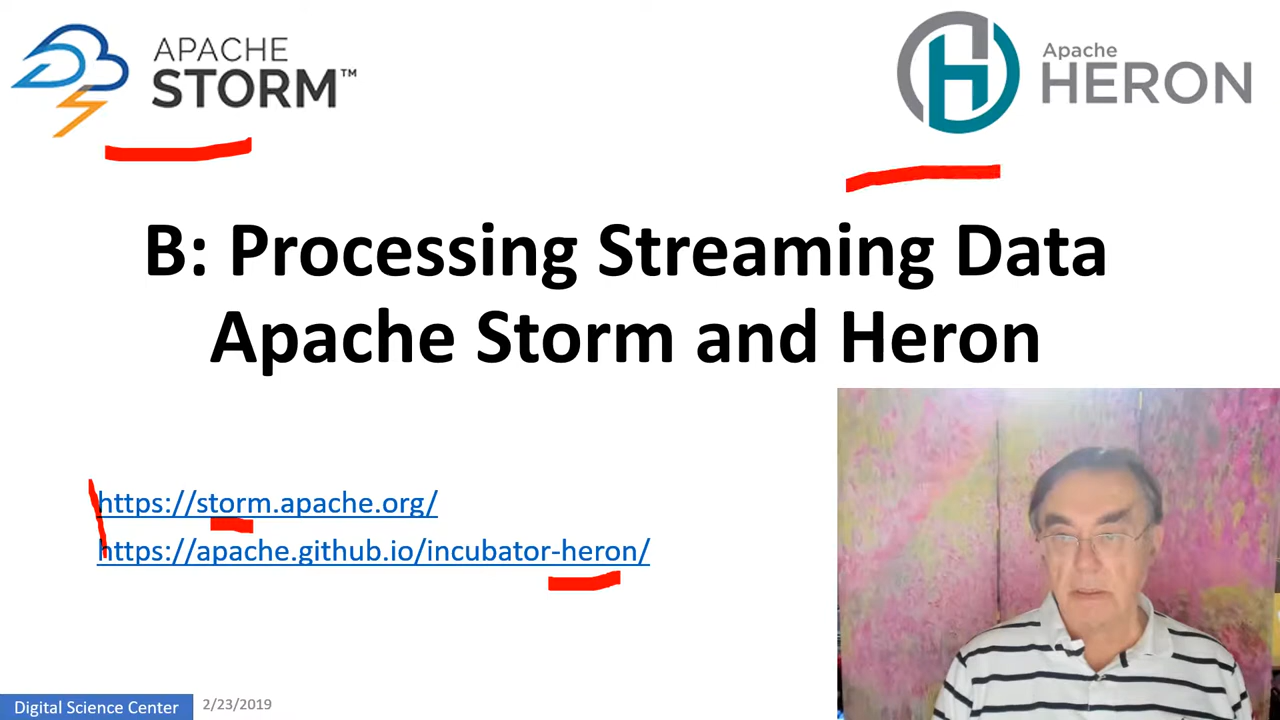 APACHE
STORM™
Apache
HERON
B: Processing Streaming Data
Apache Storm and Heron
https://storm.apache.org/
https://apache.github.io/incubator-heron/
Digital Science Center
2/23/2019